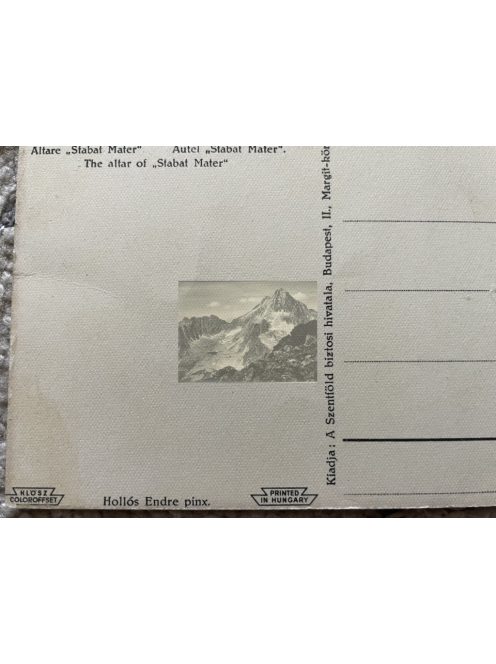 Altare „Stabat Mater“ Autel „Stabat Mater“.
The altar of „Stabat Mater“
Kiadja: A Szentföld biztosi hivatala, Budapest, II., Margit-kör
KLÖSZ
COLOROFFSET
Hollós Endre pinx.
PRINTED
IN HUNGARY